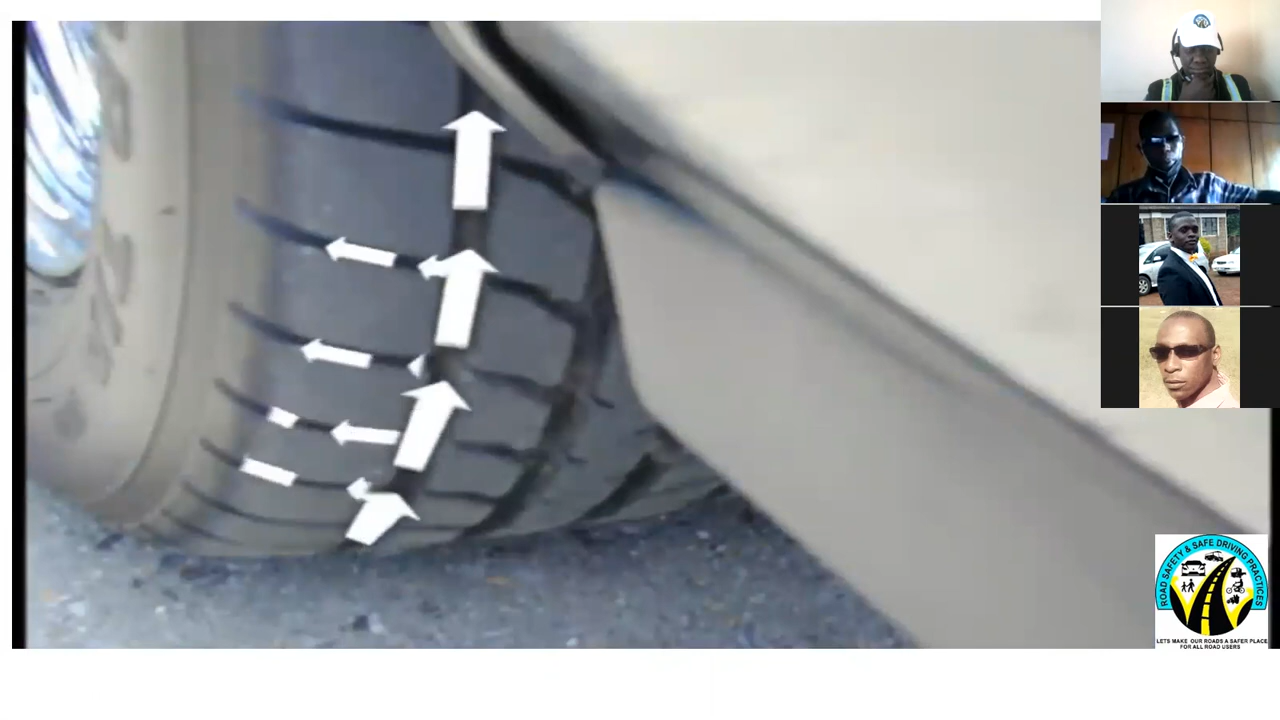 ROAD SAFETY & SAFE DRIVING PRACTICES
LETS MAKE OUR ROADS A SAFER PLACE
FOR ALL ROAD USERS